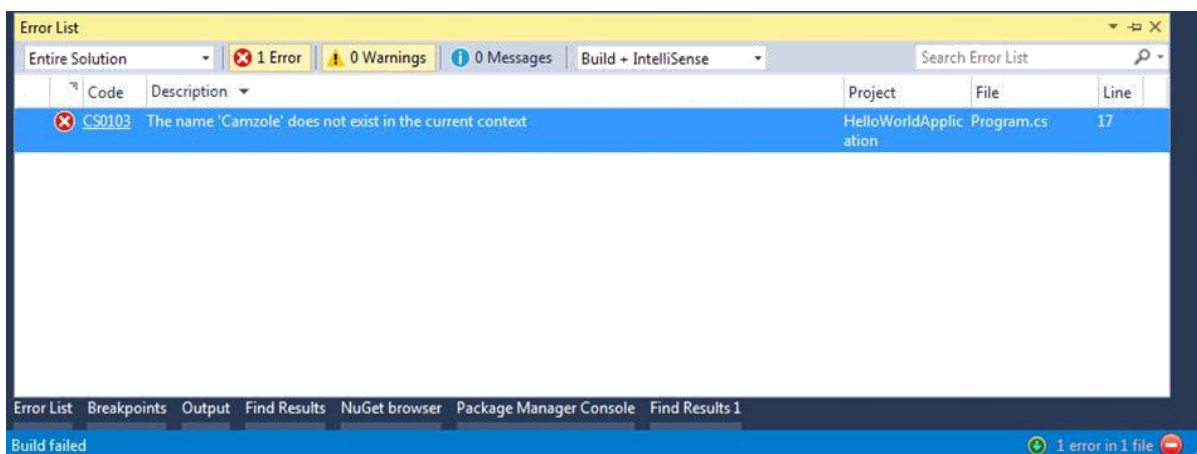 Error List
Entire Solution 1 Error 0 Warnings 0 Messages Build + IntelliSense Search Error List
Code Description Project File Line
CS0103 The name 'Camzole' does not exist in the current context HelloWorldApplic Program.cs 17
ation
Error List Breakpoints Output Find Results NuGet browser Package Manager Console Find Results 1
Build failed 1 error in 1 file